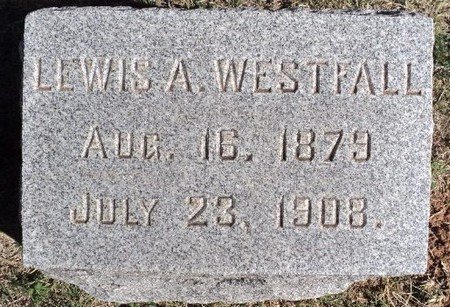 LEWIS A. WESTFALL
AUG. 16, 1879
JULY 23, 1908.